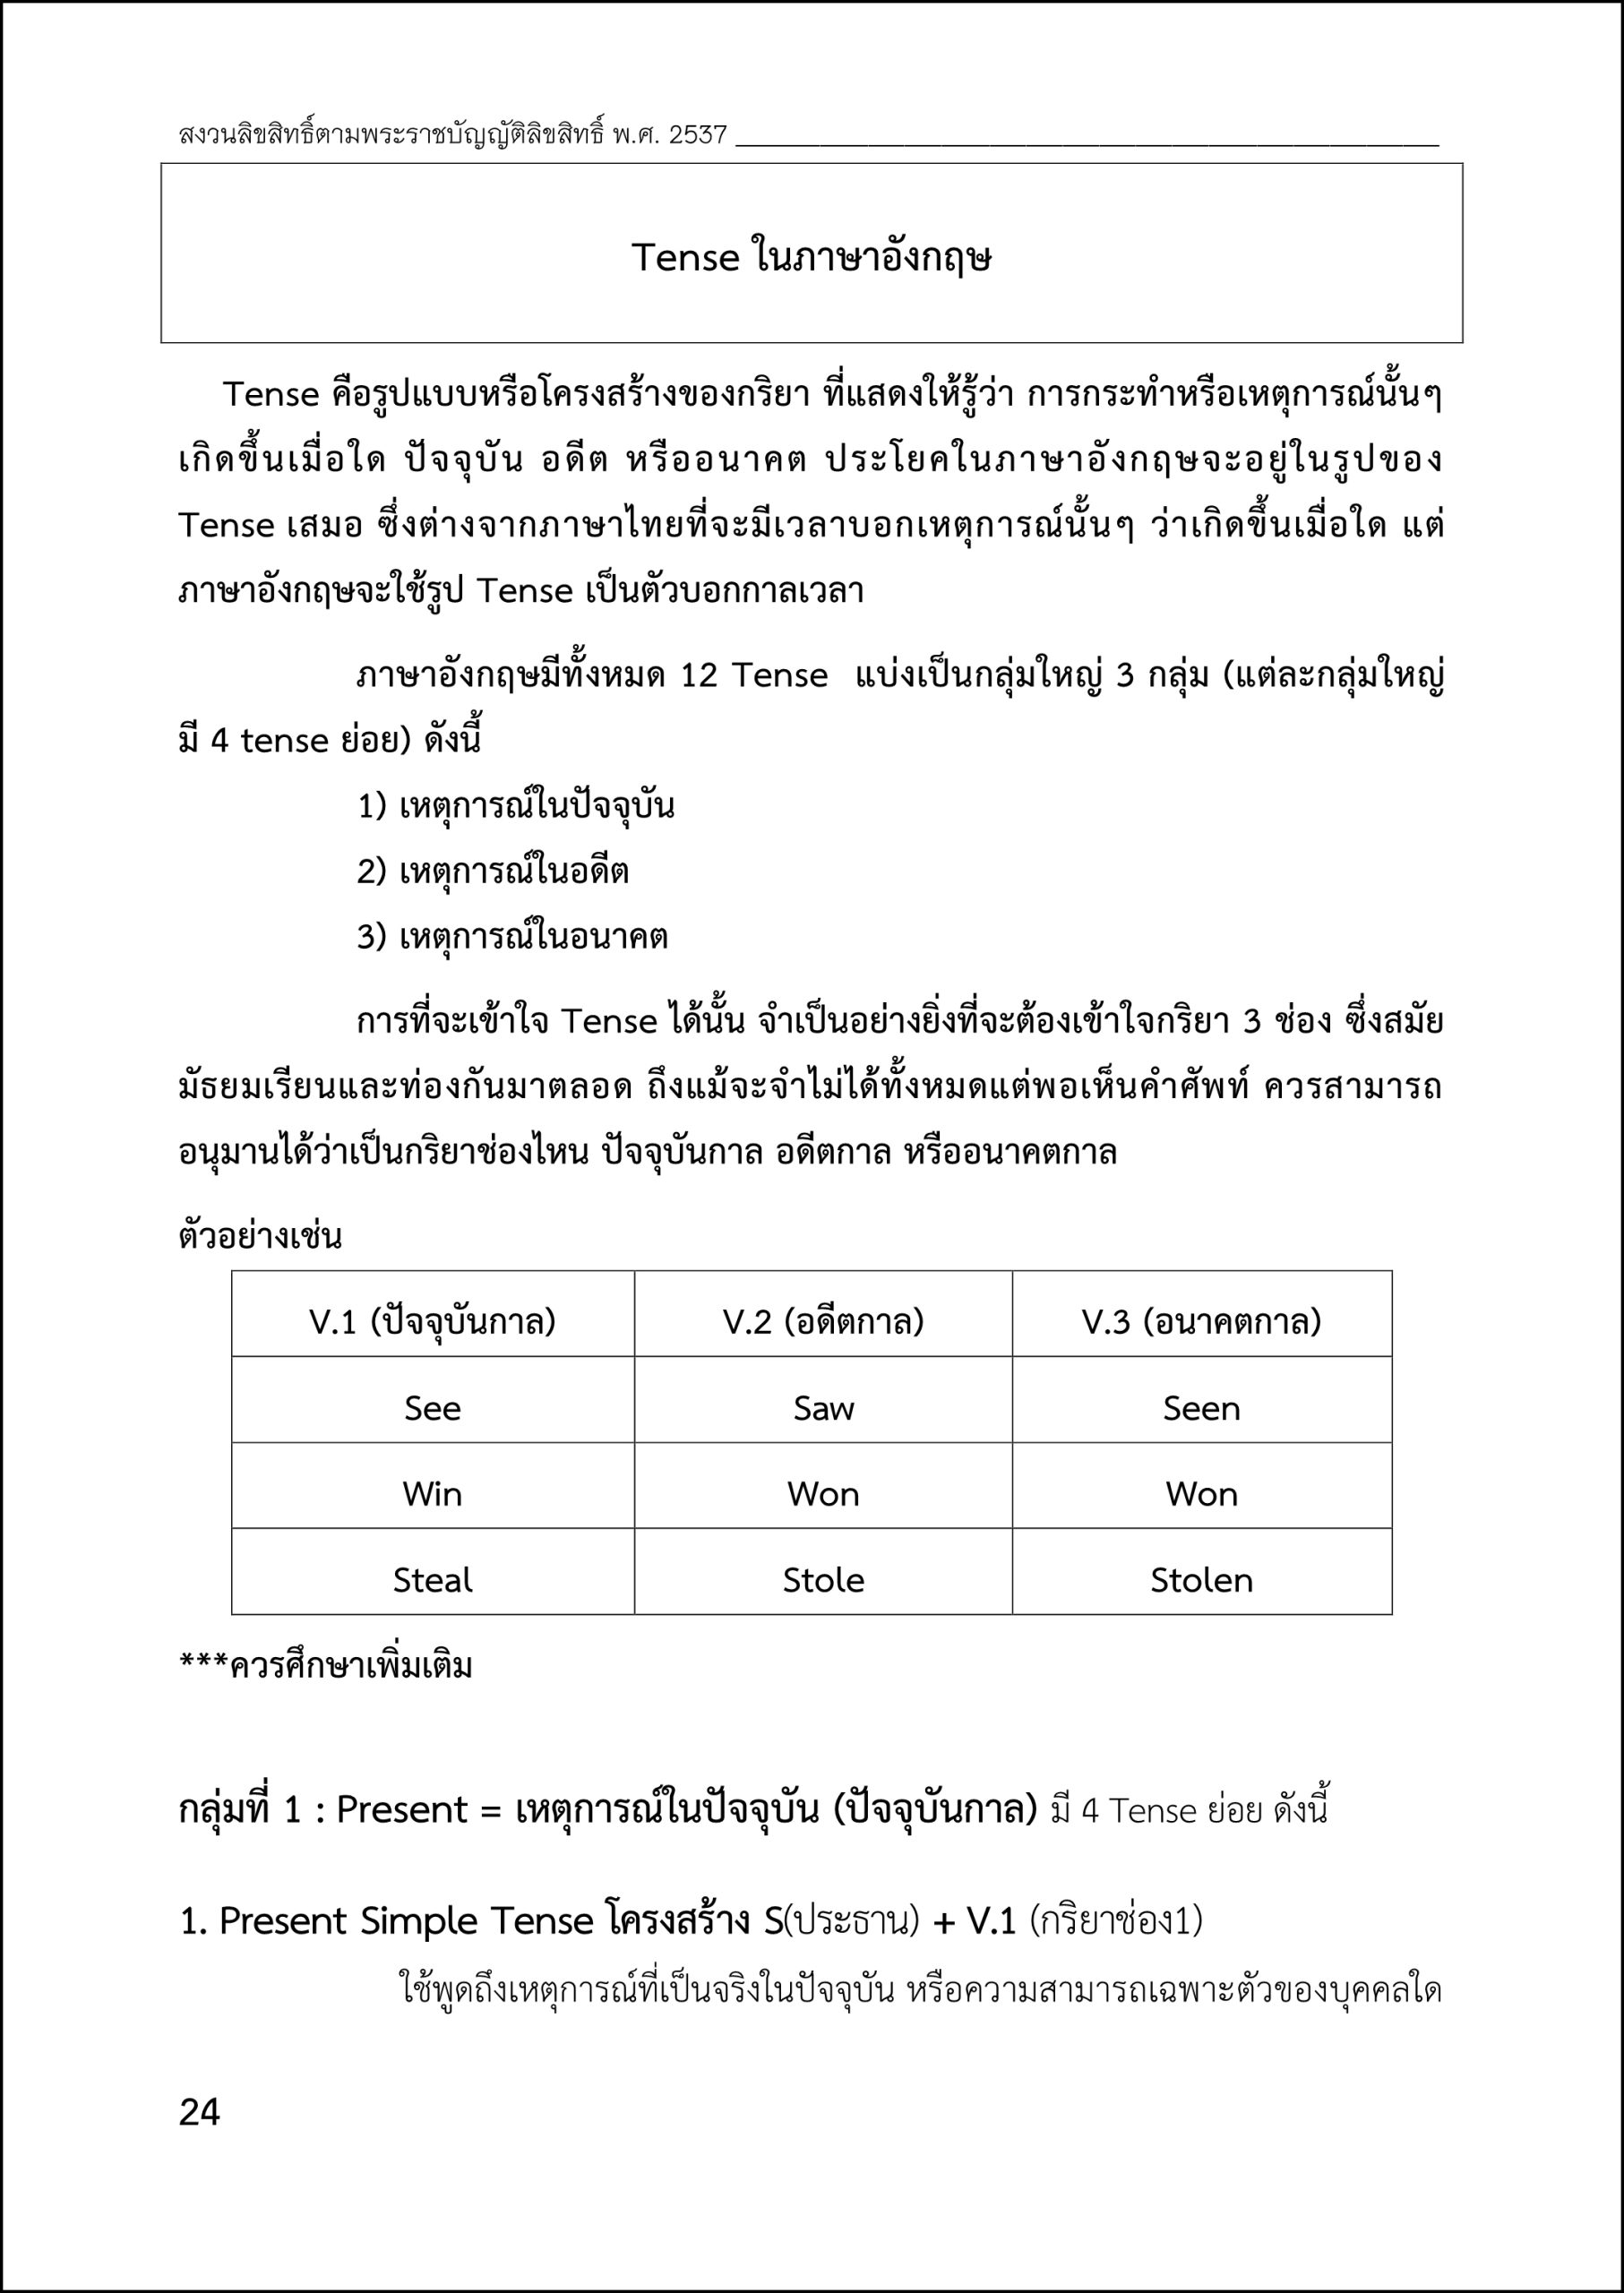 สงวนลิขสิทธิ์ตามพระราชบัญญัติลิขสิทธิ์ พ.ศ. 2537
Tense ในภาษาอังกฤษ
Tense คือรูปแบบหรือโครงสร้างของกริยา ที่แสดงให้รู้ว่า การกระทำหรือเหตุการณ์นั้นๆ
เกิดขึ้นเมื่อใด ปัจจุบัน อดีต หรืออนาคต ประโยคในภาษาอังกฤษจะอยู่ในรูปของ
Tense เสมอ ซึ่งต่างจากภาษาไทยที่จะมีเวลาบอกเหตุการณ์นั้นๆ ว่าเกิดขึ้นเมื่อใด แต่
ภาษาอังกฤษจะใช้รูป Tense เป็นตัวบอกกาลเวลา
ภาษาอังกฤษมีทั้งหมด 12 Tense แบ่งเป็นกลุ่มใหญ่ 3 กลุ่ม (แต่ละกลุ่มใหญ่
มี 4 tense ย่อย) ดังนี้
1) เหตุการณ์ในปัจจุบัน
2) เหตุการณ์ในอดีต
3) เหตุการณ์ในอนาคต
การที่จะเข้าใจ Tense ได้นั้น จำเป็นอย่างยิ่งที่จะต้องเข้าใจกริยา 3 ช่อง ซึ่งสมัย
มัธยมเรียนและท่องกันมาตลอด ถึงแม้จะจำไม่ได้ทั้งหมดแต่พอเห็นคำศัพท์ ควรสามารถ
อนุมานได้ว่าเป็นกริยาช่องไหน ปัจจุบันกาล อดีตกาล หรืออนาคตกาล
ตัวอย่างเช่น
V.1 (ปัจจุบันกาล) V.2 (อดีตกาล) V.3 (อนาคตกาล)
See Saw Seen
Win Won Won
Steal Stole Stolen
***ควรศึกษาเพิ่มเติม
กลุ่มที่ 1 : Present = เหตุการณ์ในปัจจุบัน (ปัจจุบันกาล) มี 4 Tense ย่อย ดังนี้
1. Present Simple Tense โครงสร้าง S(ประธาน) + V.1 (กริยาช่อง1)
ใช้พูดถึงเหตุการณ์ที่เป็นจริงในปัจจุบัน หรือความสามารถเฉพาะตัวของบุคคลใด
24